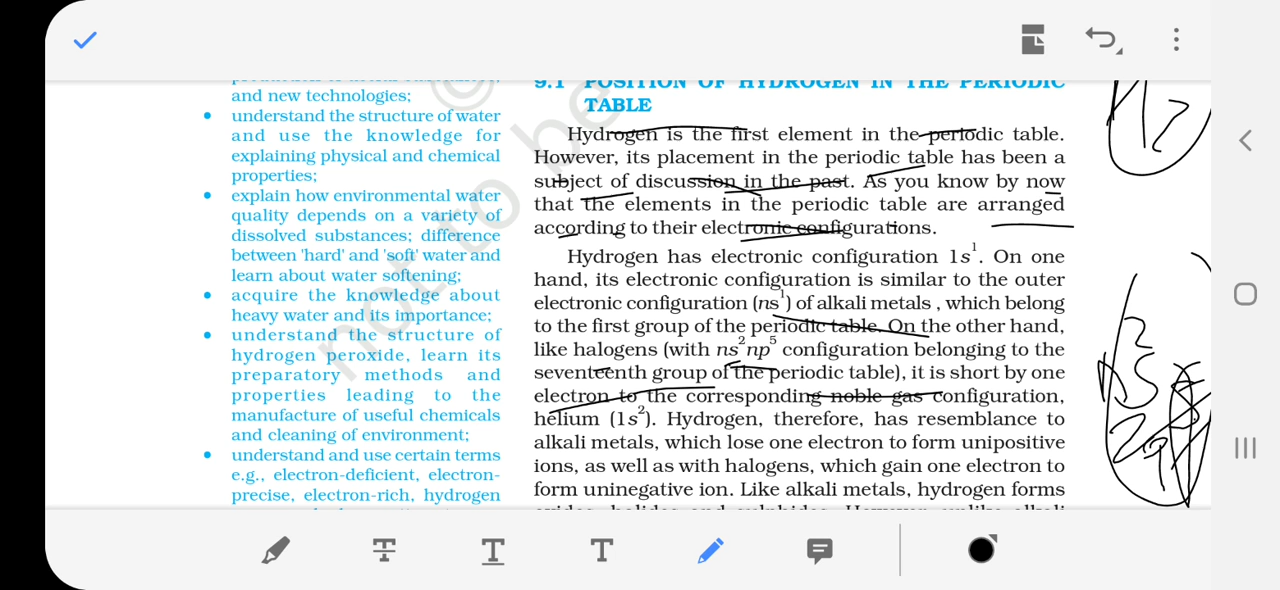 and new technologies;
• understand the structure of water
and use the knowledge for
explaining physical and chemical
properties;
• explain how environmental water
quality depends on a variety of
dissolved substances; difference
between 'hard' and 'soft' water and
learn about water softening;
• acquire the knowledge about
heavy water and its importance;
• understand the structure of
hydrogen peroxide, learn its
preparatory methods and
properties leading to the
manufacture of useful chemicals
and cleaning of environment;
• understand and use certain terms
e.g., electron-deficient, electron-
precise, electron-rich, hydrogen
9.1 POSITION OF HYDROGEN IN THE PERIODIC
TABLE
Hydrogen is the first element in the periodic table.
However, its placement in the periodic table has been a
subject of discussion in the past. As you know by now
that the elements in the periodic table are arranged
according to their electronic configurations.
Hydrogen has electronic configuration 1s¹. On one
hand, its electronic configuration is similar to the outer
electronic configuration (ns¹) of alkali metals , which belong
to the first group of the periodic table. On the other hand,
like halogens (with ns²np⁵ configuration belonging to the
seventeenth group of the periodic table), it is short by one
electron to the corresponding noble gas configuration,
helium (1s²). Hydrogen, therefore, has resemblance to
alkali metals, which lose one electron to form unipositive
ions, as well as with halogens, which gain one electron to
form uninegative ion. Like alkali metals, hydrogen forms
© not to be